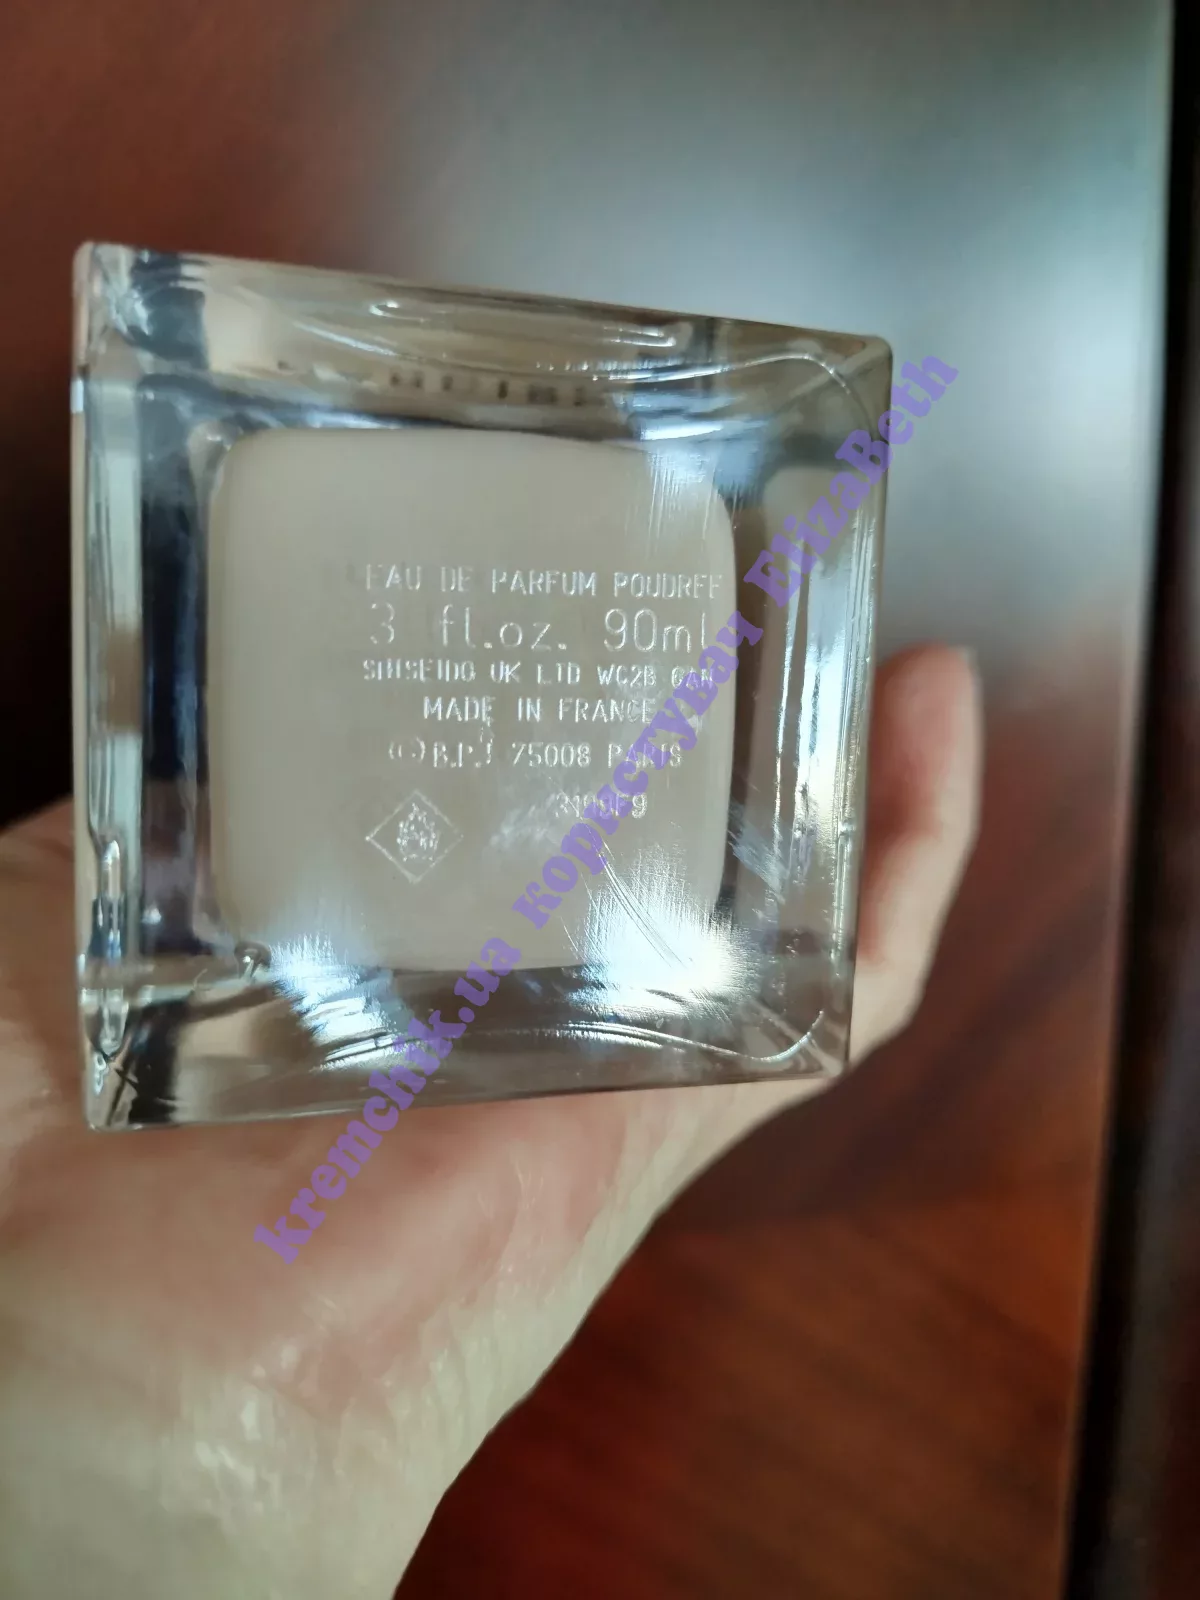 EAU DE PARFUM POUDREE
3 fl.oz. 90ml
SHISEIDO UK LTD WC2B
MADE IN FRANCE
B.P.I 75008 PARIS
kremchik.ua користувач ElizaBeth